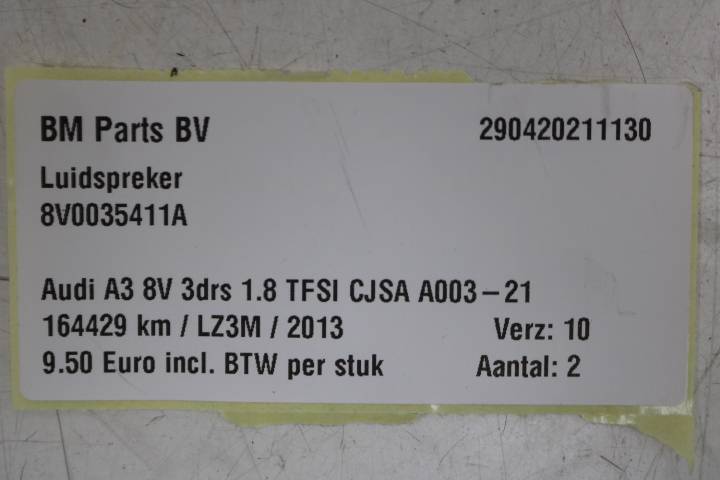 BM Parts BV 290420211130
Luidspreker
8V0035411A
Audi A3 8V 3drs 1.8 TFSI CJSA A003-21
164429 km / LZ3M / 2013 Verz: 10
9.50 Euro incl. BTW per stuk Aantal: 2